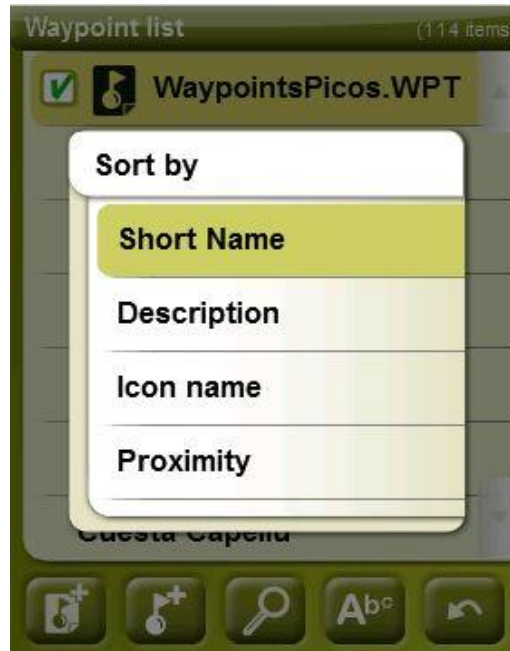 Waypoint list (114 items
WaypointsPicos.WPT
Sort by
Short Name
Description
Icon name
Proximity
Cuesta Capellu
Abc